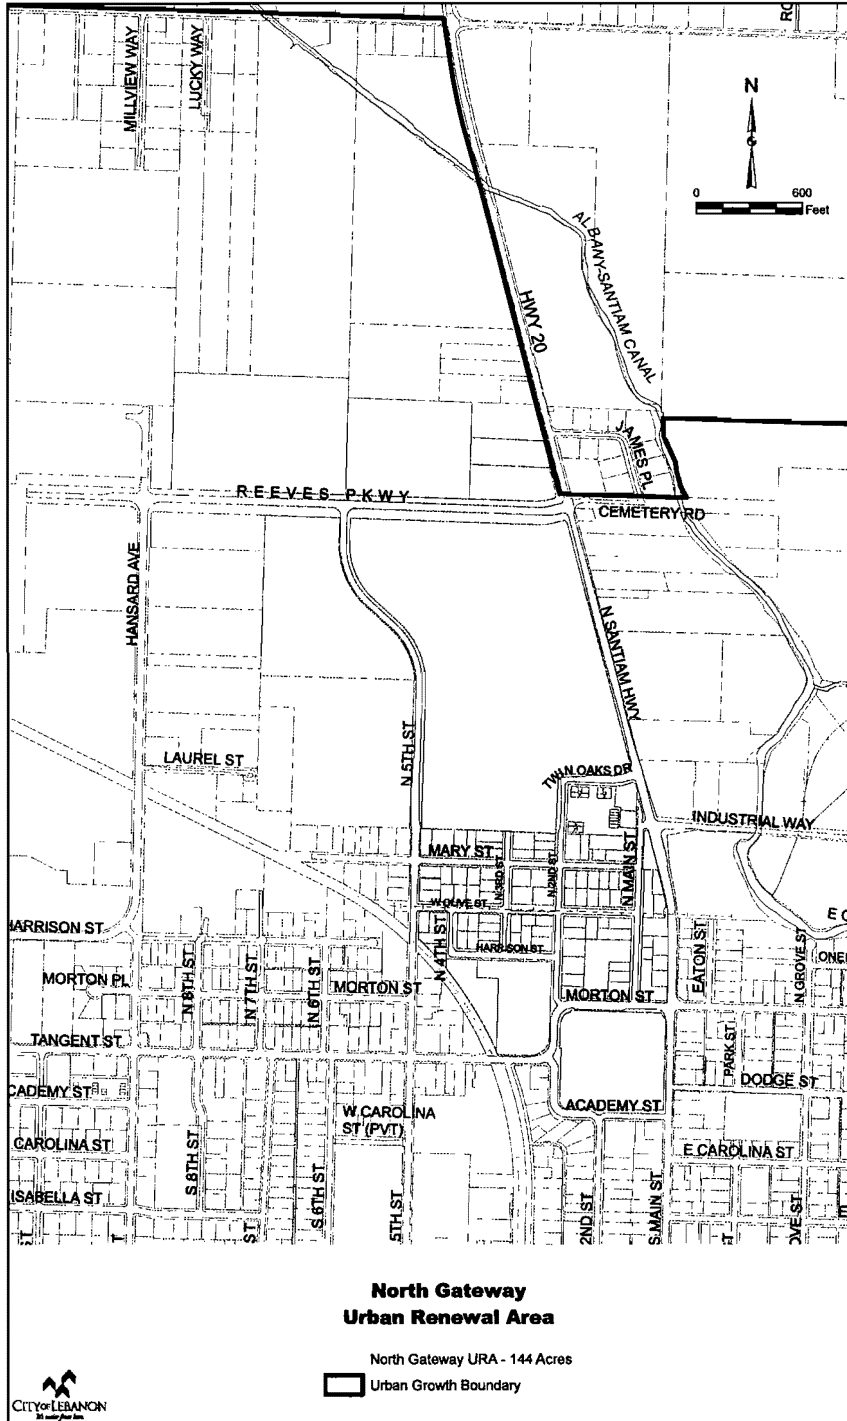 MILLVIEW WAY
LUCKY WAY
N
0 600
Feet
ALBANY-SANTIAM CANAL
HWY 20
JAMES PL
REEVES PKWY
CEMETERY RD
HANSARD AVE
N SANTIAM HWY
N 5TH ST
LAUREL ST
TWIN OAKS DR
INDUSTRIAL WAY
MARY ST
N 3RD ST
N 2ND ST
N MAIN ST
W OLIVE ST
HARRISON ST
N 4TH ST
HARRISON ST
EATON ST
N GROVE ST
E
MORTON PL
N 8TH ST
N 7TH ST
N 6TH ST
MORTON ST
MORTON ST
TANGENT ST
PARK ST
DODGE ST
CADEMY ST
W CAROLINA
ST (PVT)
ACADEMY ST
CAROLINA ST
E CAROLINA ST
ISABELLA ST
S 8TH ST
S 6TH ST
5TH ST
2ND ST
S MAIN ST
OVE ST
North Gateway
Urban Renewal Area
North Gateway URA - 144 Acres
Urban Growth Boundary
CITY OF LEBANON